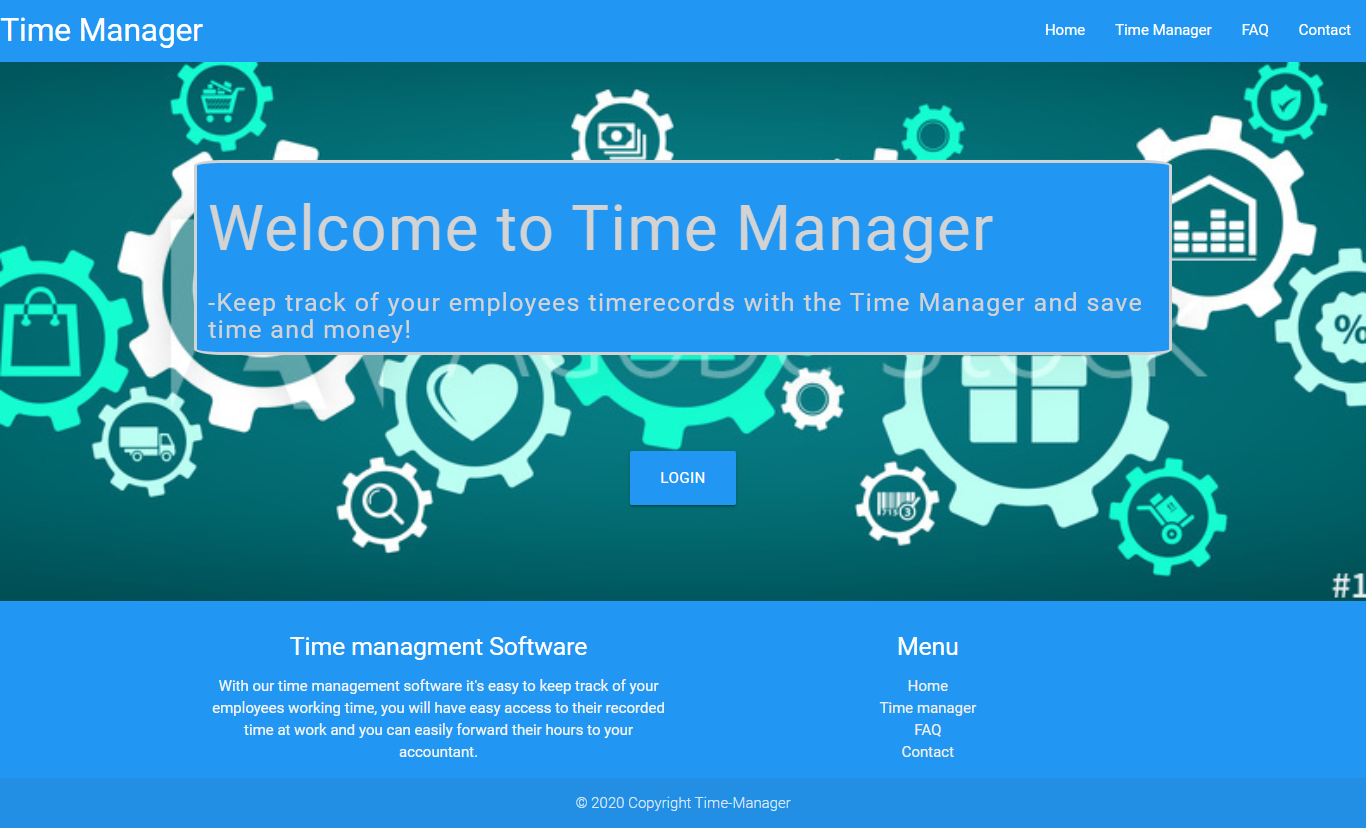 Time Manager
Home
Time Manager
FAQ
Contact
Welcome to Time Manager
-Keep track of your employees timerecords with the Time Manager and save
time and money!
%
Stock
7153
LOGIN
#1
Time managment Software
With our time management software it's easy to keep track of your
employees working time, you will have easy access to their recorded
time at work and you can easily forward their hours to your
accountant.
Menu
Home
Time manager
FAQ
Contact
© 2020 Copyright Time-Manager